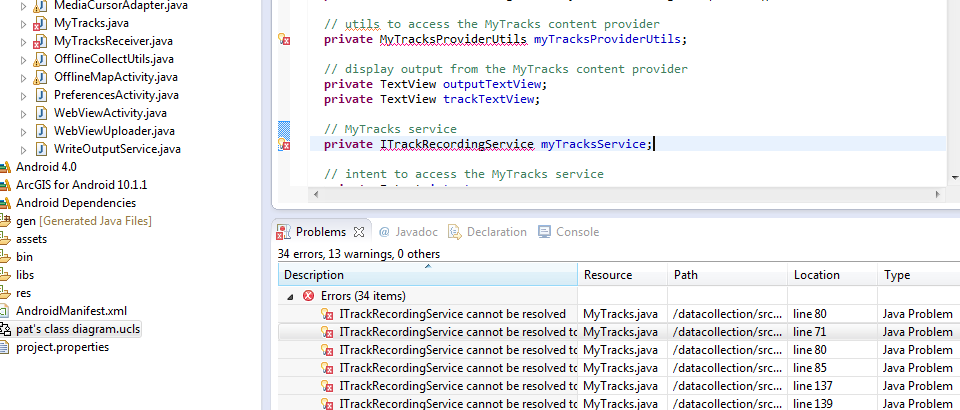 MediaCursorAdapter.java
MyTracks.java
MyTracksReceiver.java
OfflineCollectUtils.java
OfflineMapActivity.java
PreferencesActivity.java
WebViewActivity.java
WebViewUploader.java
WriteOutputService.java
Android 4.0
ArcGIS for Android 10.1.1
Android Dependencies
gen [Generated Java Files]
assets
bin
libs
res
AndroidManifest.xml
pat's class diagram.ucls
project.properties
// utils to access the MyTracks content provider
private MyTracksProviderUtils myTracksProviderUtils;
// display output from the MyTracks content provider
private TextView outputTextView;
private TextView trackTextView;
// MyTracks service
private ITrackRecordingService myTracksService;
// intent to access the MyTracks service
Problems @ Javadoc Declaration Console
34 errors, 13 warnings, 0 others
Description Resource Path Location Type
Errors (34 items)
ITrackRecordingService cannot be resolved MyTracks.java /datacollection/src... line 80 Java Problem
ITrackRecordingService cannot be resolved to MyTracks.java /datacollection/src... line 71 Java Problem
ITrackRecordingService cannot be resolved to MyTracks.java /datacollection/src... line 80 Java Problem
ITrackRecordingService cannot be resolved to MyTracks.java /datacollection/src... line 85 Java Problem
ITrackRecordingService cannot be resolved to MyTracks.java /datacollection/src... line 137 Java Problem
ITrackRecordingService cannot be resolved to MyTracks.java /datacollection/src... line 139 Java Problem